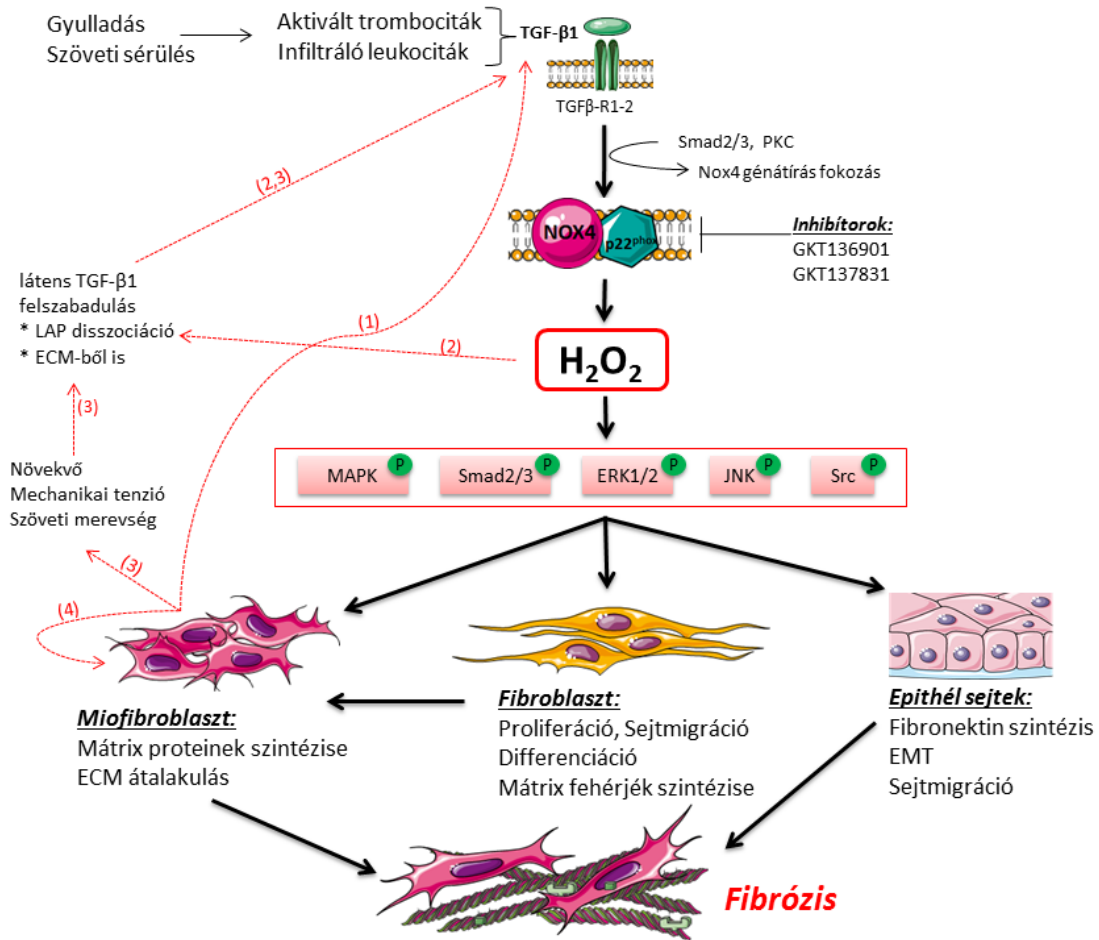 Gyulladás
Szöveti sérülés
Aktivált trombociták
Infiltráló leukociták
TGF-β1
TGFβ-R1-2
Smad2/3, PKC
Nox4 génátírás fokozás
NOX4
p22phox
Inhibítorok:
GKT136901
GKT137831
(2,3)
látens TGF-β1
felszabadulás
* LAP disszociáció
* ECM-ből is
(1)
(2)
H₂O₂
(3)
Növekvő
Mechanikai tenzió
Szöveti merevség
MAPK P
Smad2/3 P
ERK1/2 P
JNK P
Src P
(3)
(4)
Miofibroblaszt:
Mátrix proteinek szintézise
ECM átalakulás
Fibroblaszt:
Proliferáció, Sejtmigráció
Differenciáció
Mátrix fehérjék szintézise
Epithél sejtek:
Fibronektin szintézis
EMT
Sejtmigráció
Fibrózis